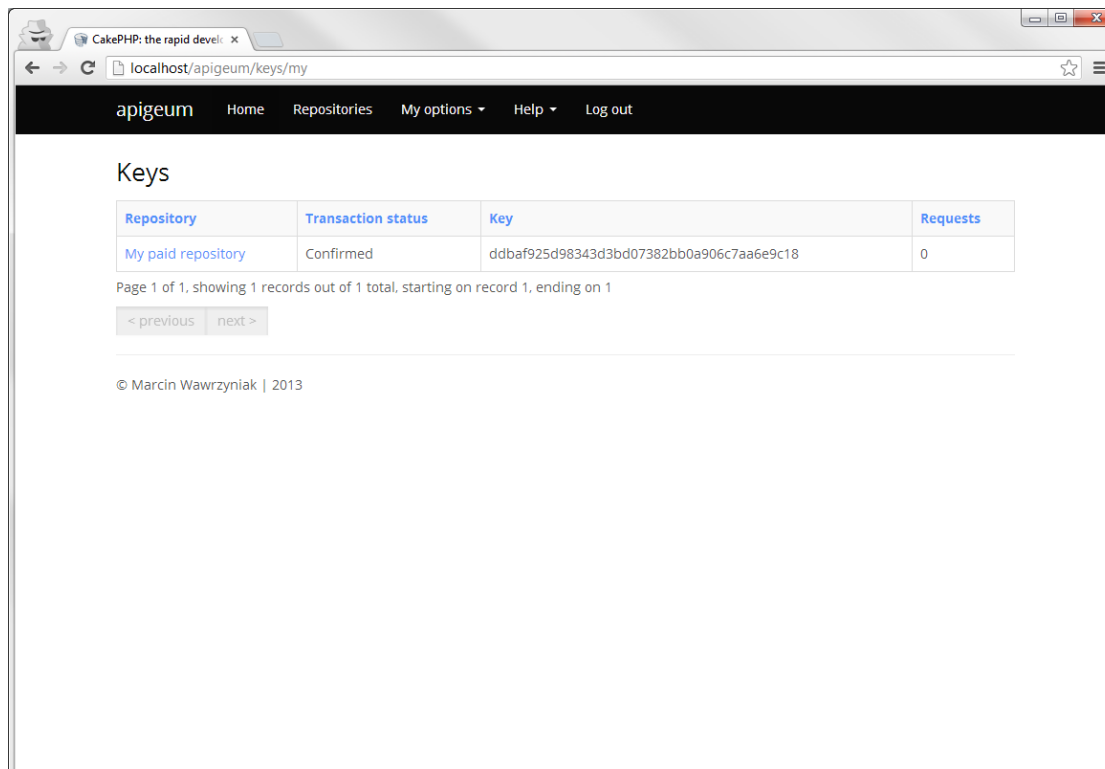 CakePHP: the rapid develo
localhost/apigeum/keys/my
apigeum Home Repositories My options Help Log out
Keys
Repository Transaction status Key Requests
My paid repository Confirmed ddbaf925d98343d3bd07382bb0a906c7aa6e9c18 0
Page 1 of 1, showing 1 records out of 1 total, starting on record 1, ending on 1
< previous next >
© Marcin Wawrzyniak | 2013